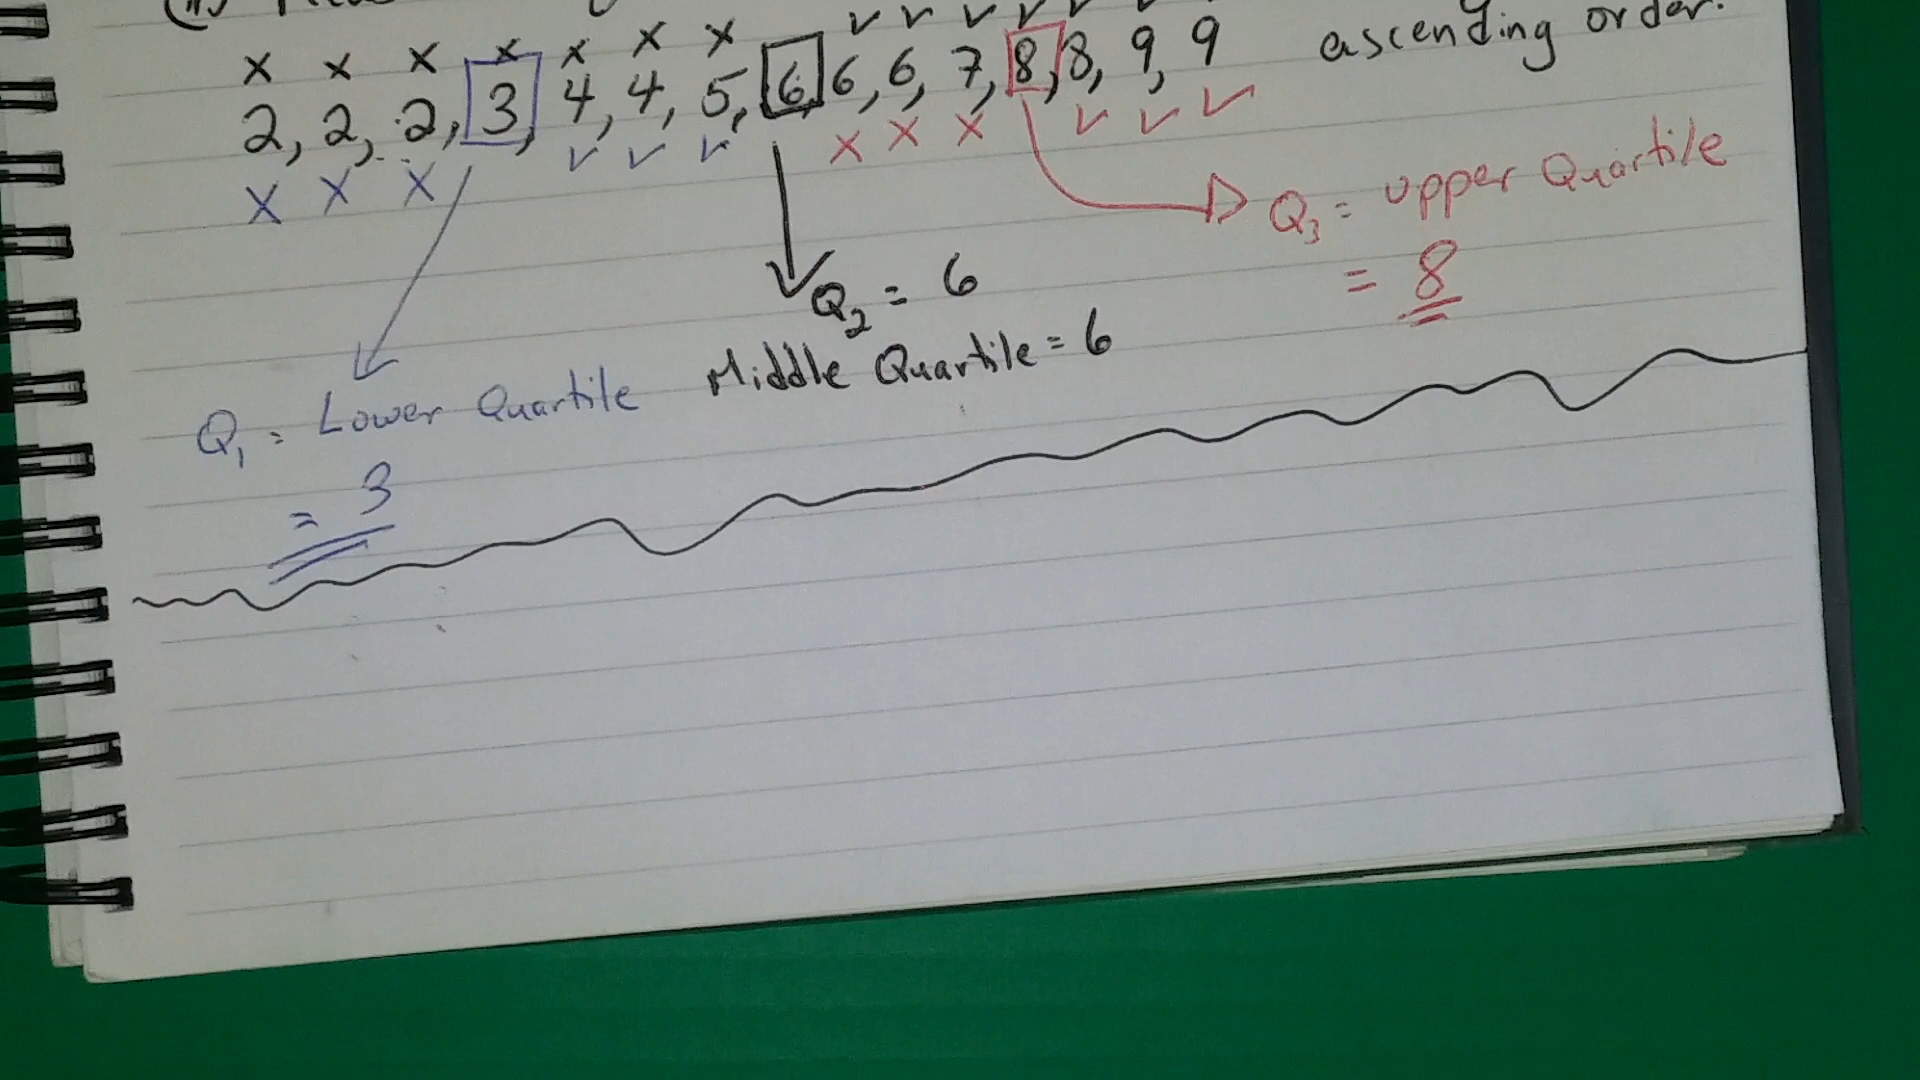 ascending order.
2, 2, 2, 3, 4, 4, 5, 6, 6, 6, 7, 8, 8, 9, 9
Q3 = Upper Quartile
= 8
Q2 = 6
Middle Quartile = 6
Q1 = Lower Quartile
= 3